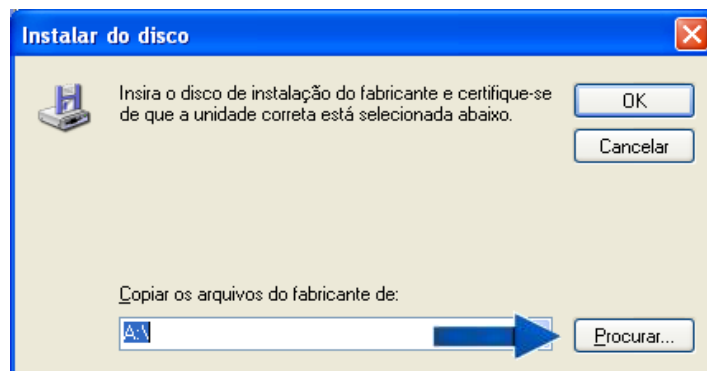 Instalar do disco
Insira o disco de instalação do fabricante e certifique-se
de que a unidade correta está selecionada abaixo.
OK
Cancelar
Copiar os arquivos do fabricante de:
A:\
Procurar...